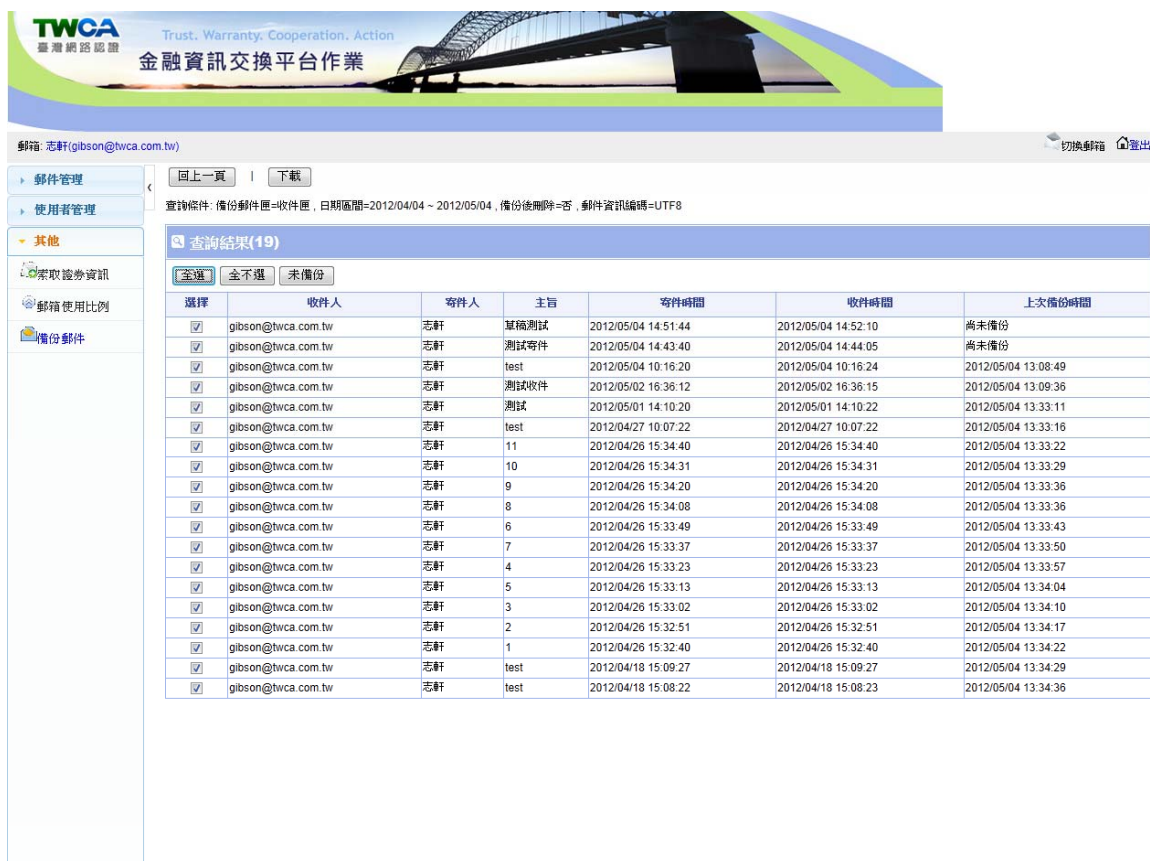 TWCA
臺灣網路認證
Trust. Warranty. Cooperation. Action
金融資訊交換平台作業
郵箱: 志軒(gibson@twca.com.tw)
切換郵箱 登出
郵件管理
使用者管理
其他
索取證券資訊
郵箱使用比例
備份郵件
回上一頁 | 下載
查詢條件: 備份郵件匣=收件匣 , 日期區間=2012/04/04 ~ 2012/05/04 , 備份後刪除=否 , 郵件資訊編碼=UTF8
查詢結果(19)
全選 全不選 未備份
選擇 收件人 寄件人 主旨 寄件時間 收件時間 上次備份時間
gibson@twca.com.tw 志軒 草稿測試 2012/05/04 14:51:44 2012/05/04 14:52:10 尚未備份
gibson@twca.com.tw 志軒 測試寄件 2012/05/04 14:43:40 2012/05/04 14:44:05 尚未備份
gibson@twca.com.tw 志軒 test 2012/05/04 10:16:20 2012/05/04 10:16:24 2012/05/04 13:08:49
gibson@twca.com.tw 志軒 測試收件 2012/05/02 16:36:12 2012/05/02 16:36:15 2012/05/04 13:09:36
gibson@twca.com.tw 志軒 測試 2012/05/01 14:10:20 2012/05/01 14:10:22 2012/05/04 13:33:11
gibson@twca.com.tw 志軒 test 2012/04/27 10:07:22 2012/04/27 10:07:22 2012/05/04 13:33:16
gibson@twca.com.tw 志軒 11 2012/04/26 15:34:40 2012/04/26 15:34:40 2012/05/04 13:33:22
gibson@twca.com.tw 志軒 10 2012/04/26 15:34:31 2012/04/26 15:34:31 2012/05/04 13:33:29
gibson@twca.com.tw 志軒 9 2012/04/26 15:34:20 2012/04/26 15:34:20 2012/05/04 13:33:36
gibson@twca.com.tw 志軒 8 2012/04/26 15:34:08 2012/04/26 15:34:08 2012/05/04 13:33:36
gibson@twca.com.tw 志軒 6 2012/04/26 15:33:49 2012/04/26 15:33:49 2012/05/04 13:33:43
gibson@twca.com.tw 志軒 7 2012/04/26 15:33:37 2012/04/26 15:33:37 2012/05/04 13:33:50
gibson@twca.com.tw 志軒 4 2012/04/26 15:33:23 2012/04/26 15:33:23 2012/05/04 13:33:57
gibson@twca.com.tw 志軒 5 2012/04/26 15:33:13 2012/04/26 15:33:13 2012/05/04 13:34:04
gibson@twca.com.tw 志軒 3 2012/04/26 15:33:02 2012/04/26 15:33:02 2012/05/04 13:34:10
gibson@twca.com.tw 志軒 2 2012/04/26 15:32:51 2012/04/26 15:32:51 2012/05/04 13:34:17
gibson@twca.com.tw 志軒 1 2012/04/26 15:32:40 2012/04/26 15:32:40 2012/05/04 13:34:22
gibson@twca.com.tw 志軒 test 2012/04/18 15:09:27 2012/04/18 15:09:27 2012/05/04 13:34:29
gibson@twca.com.tw 志軒 test 2012/04/18 15:08:22 2012/04/18 15:08:23 2012/05/04 13:34:36